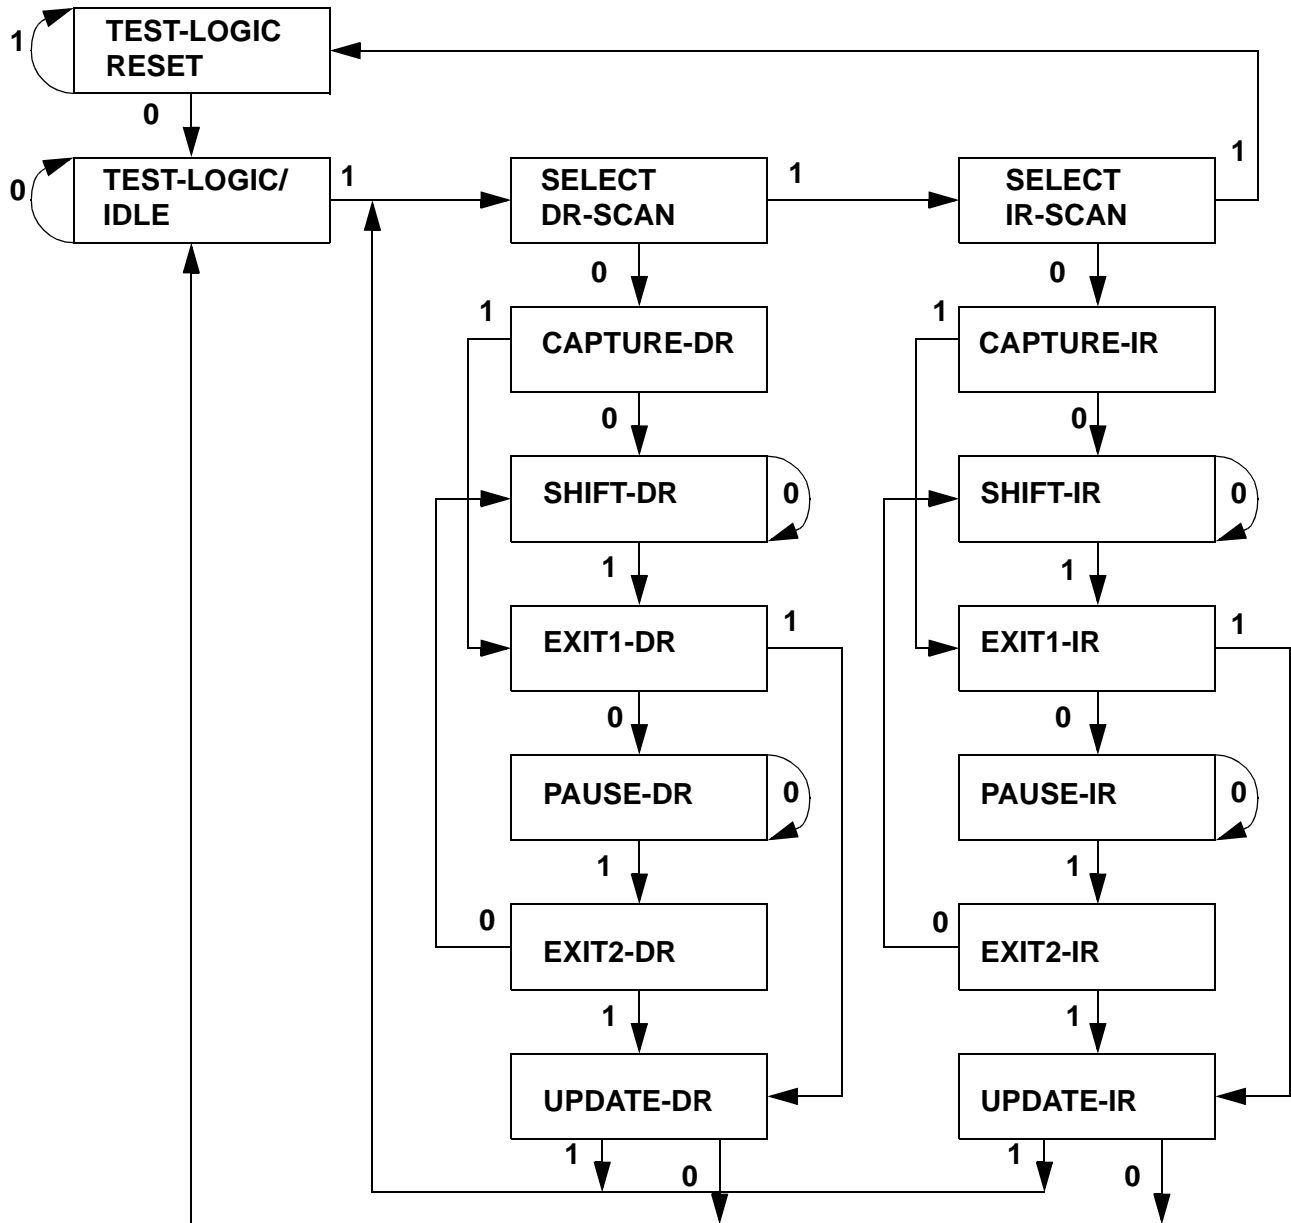 1
TEST-LOGIC
RESET
0
0
TEST-LOGIC/
IDLE
1
SELECT
DR-SCAN
1
SELECT
IR-SCAN
1
0
0
1
CAPTURE-DR
1
CAPTURE-IR
0
0
SHIFT-DR
0
SHIFT-IR
0
1
1
EXIT1-DR
1
EXIT1-IR
1
0
0
PAUSE-DR
0
PAUSE-IR
0
1
1
0
EXIT2-DR
0
EXIT2-IR
1
1
UPDATE-DR
UPDATE-IR
1
0
1
0